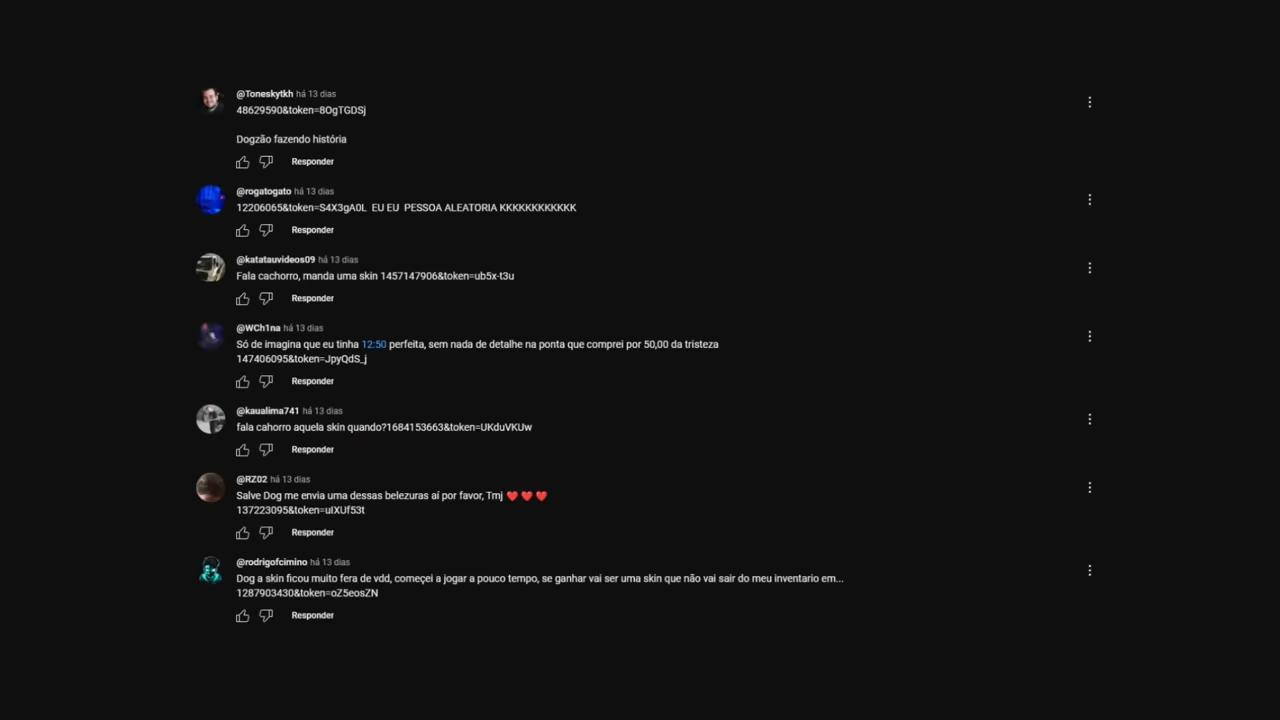 @Toneskytkh há 13 dias
48629590&token=8OgTGDSj
Dogzão fazendo história
Responder
@rogatogato há 13 dias
12206065&token=S4X3gA0L EU EU PESSOA ALEATORIA KKKKKKKKKKKK
Responder
@katatauvideos09 há 13 dias
Fala cachorro, manda uma skin 1457147906&token=ub5x-t3u
Responder
@WCh1na há 13 dias
Só de imagina que eu tinha 12:50 perfeita, sem nada de detalhe na ponta que comprei por 50,00 da tristeza
147406095&token=JpyQdS_j
Responder
@kaualima741 há 13 dias
fala cahorro aquela skin quando?1684153663&token=UKduVKUw
Responder
@RZ02 há 13 dias
Salve Dog me envia uma dessas belezuras aí por favor, Tmj ❤️ ❤️ ❤️
137223095&token=uIXUf53t
Responder
@rodrigofcimino há 13 dias
Dog a skin ficou muito fera de vdd, começei a jogar a pouco tempo, se ganhar vai ser uma skin que não vai sair do meu inventario em...
1287903430&token=oZ5eosZN
Responder